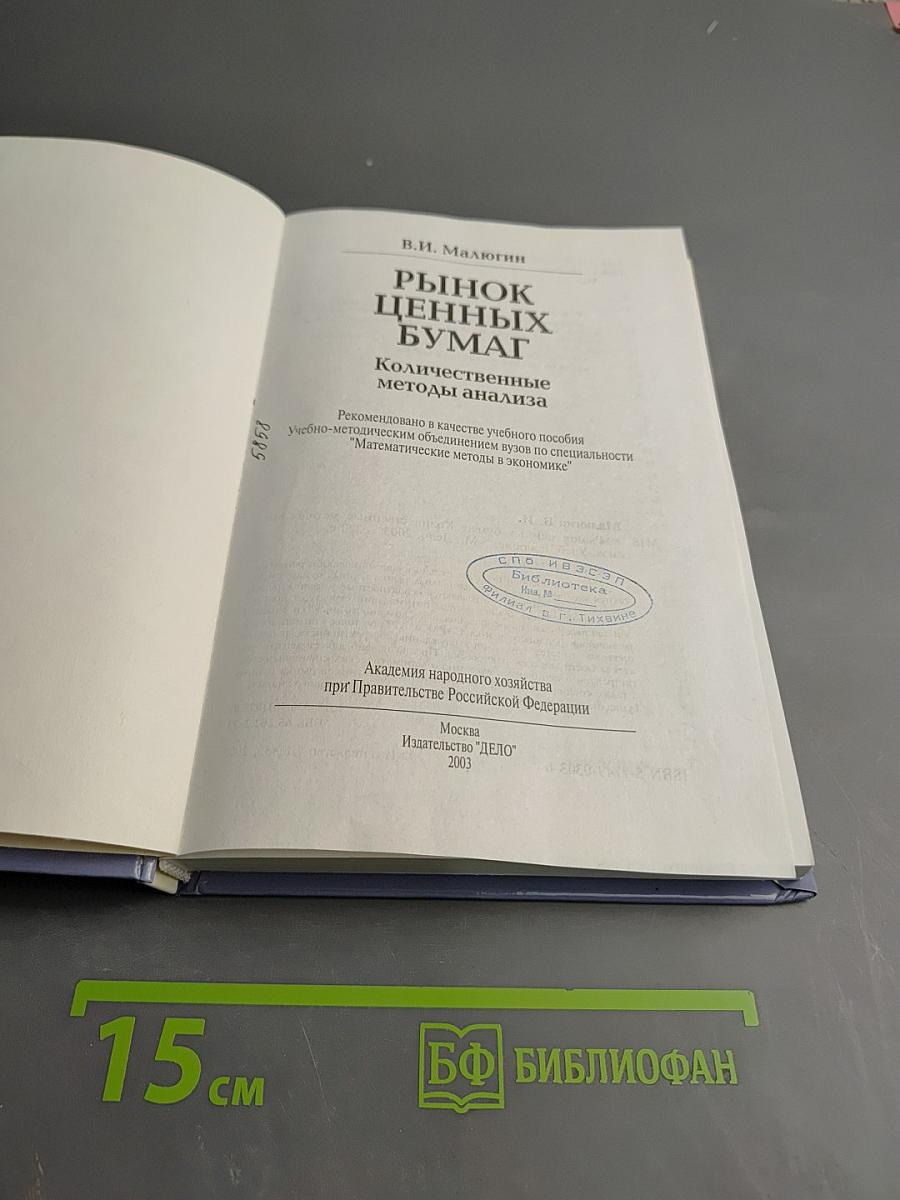 В.И. Малюгин
РЫНОК
ЦЕННЫХ
БУМАГ
Количественные
методы анализа
Рекомендовано в качестве учебного пособия
учебно-методическим объединением вузов по специальности
"Математические методы в экономике"
5858
СПО ИВЭСЭП
Библиотека
Инв. №
Филиал в г. Тихвине
Академия народного хозяйства
при Правительстве Российской Федерации
Москва
Издательство "ДЕЛО"
2003
15 см
БФ БИБЛИОФАН